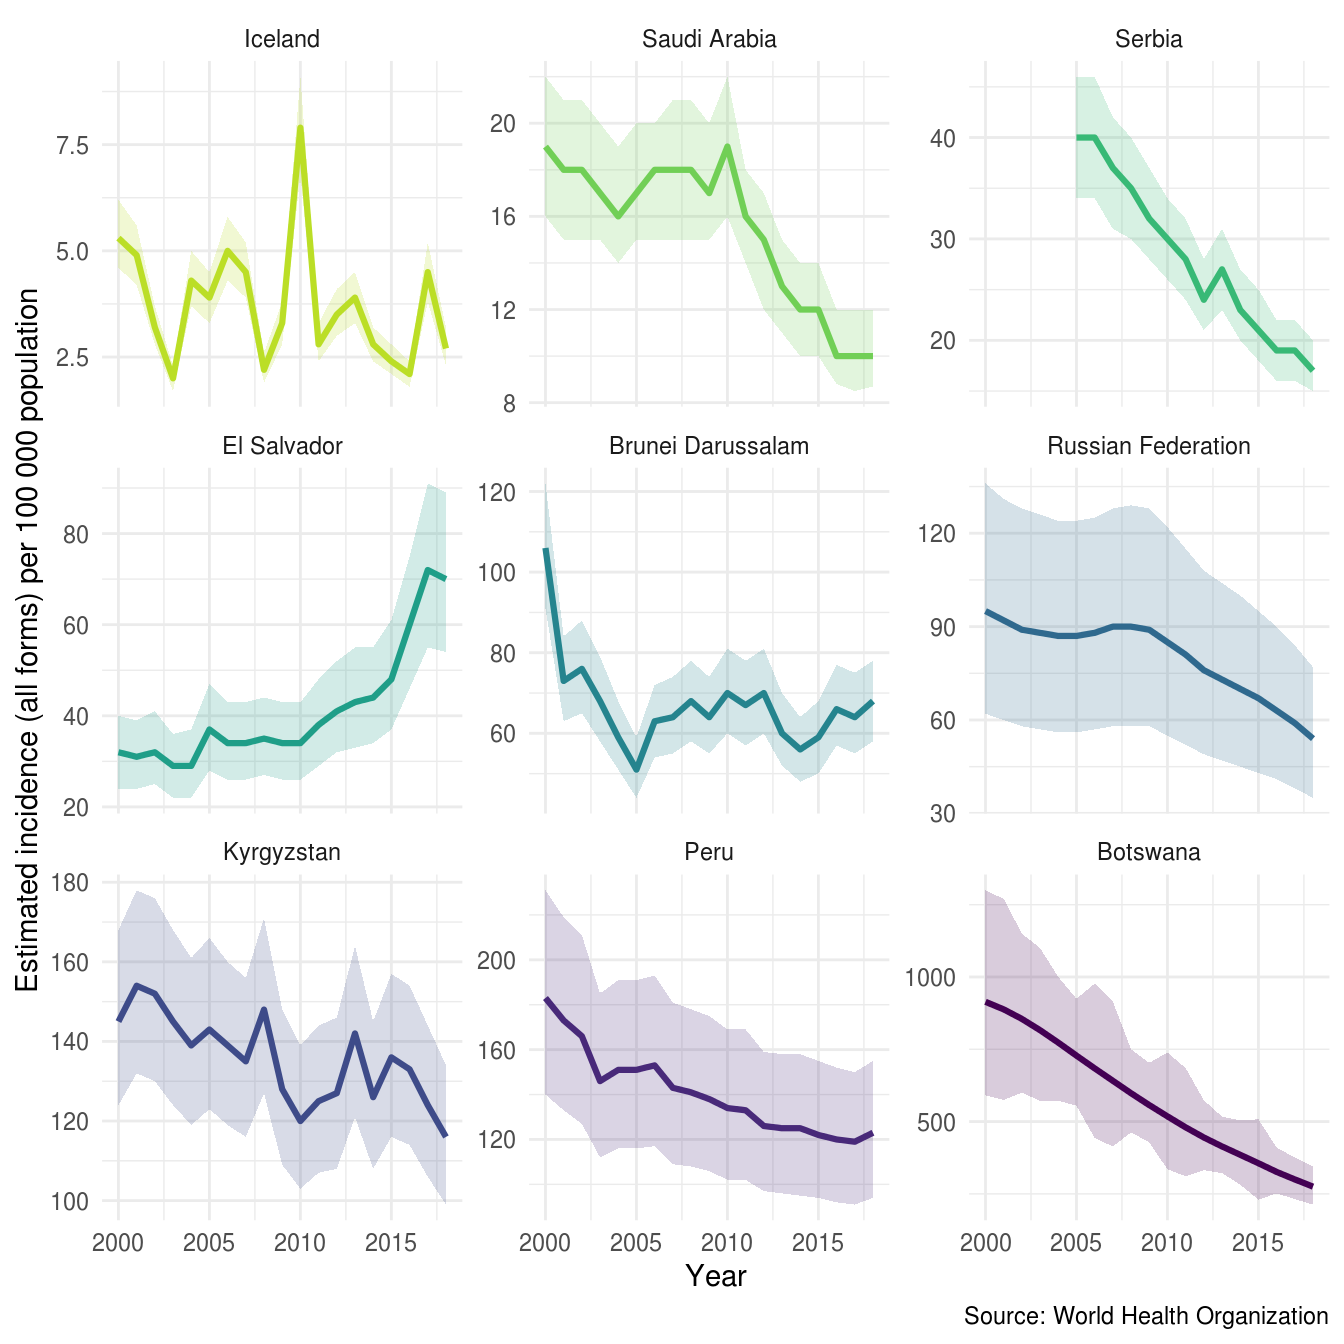 Iceland
Saudi Arabia
Serbia
7.5
5.0
2.5
20
16
12
8
40
30
20
El Salvador
Brunei Darussalam
Russian Federation
80
60
40
20
120
100
80
60
120
90
60
30
Kyrgyzstan
Peru
Botswana
180
160
140
120
100
200
160
120
1000
500
2000 2005 2010 2015
2000 2005 2010 2015
2000 2005 2010 2015
Estimated incidence (all forms) per 100 000 population
Year
Source: World Health Organization